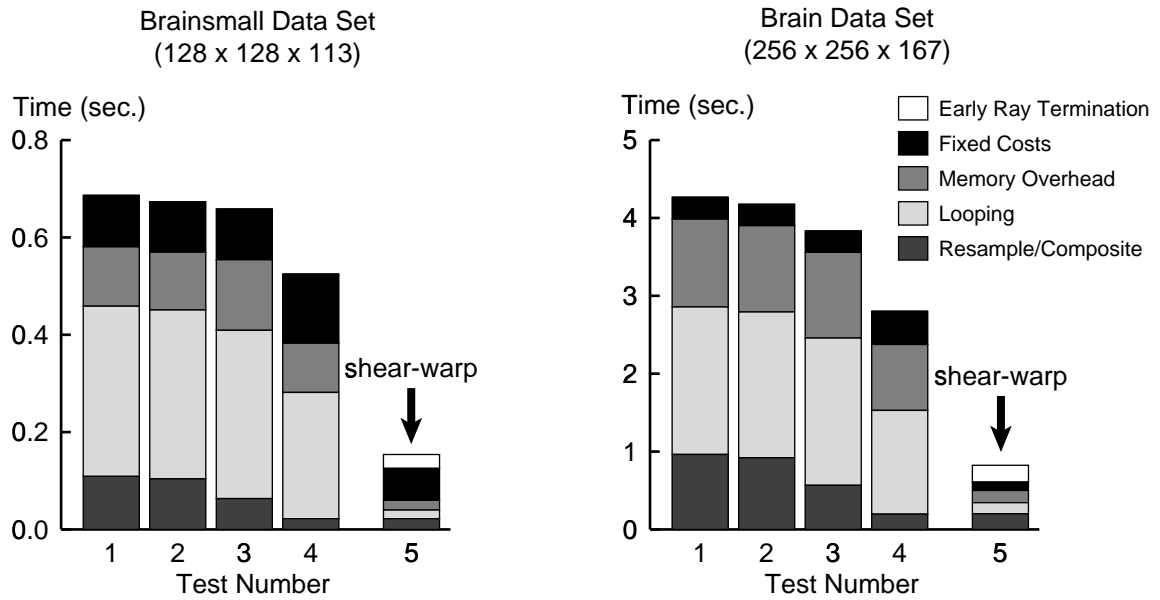 Brainsmall Data Set
(128 x 128 x 113)
Time (sec.)
0.8
0.6
0.4
0.2
0.0
shear-warp
1 2 3 4 5
Test Number
Brain Data Set
(256 x 256 x 167)
Time (sec.)
5
4
3
2
1
0
Early Ray Termination
Fixed Costs
Memory Overhead
Looping
Resample/Composite
shear-warp
1 2 3 4 5
Test Number